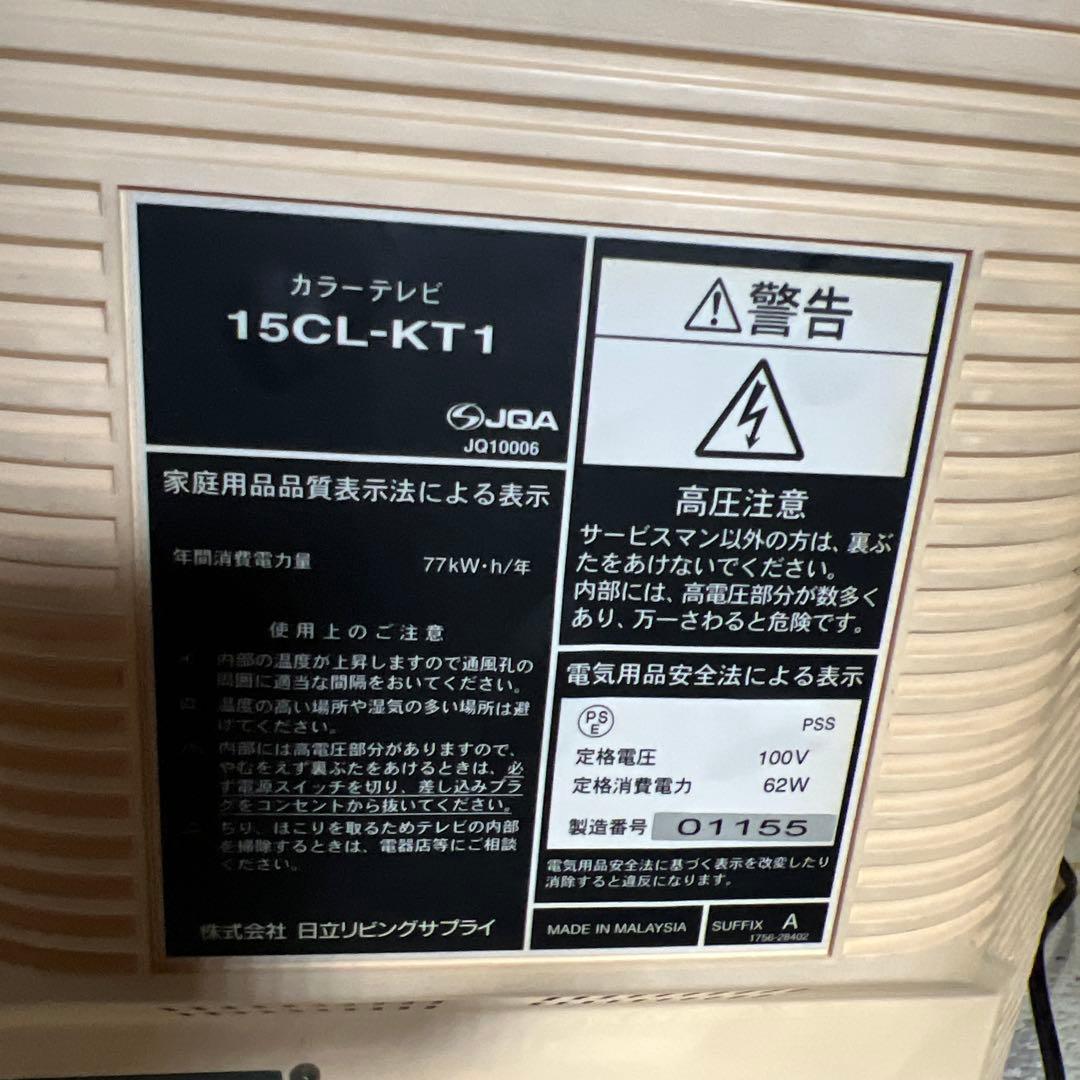 カラーテレビ
15CL-KT1
JQA
JQ10006
家庭用品品質表示法による表示
年間消費電力量 77kW·h/年
使用上のご注意
イ. 内部の温度が上昇しますので通風孔の
周囲に適当な間隔をおいてください。
ロ. 温度の高い場所や湿気の多い場所は避
けてください。
ハ. 内部には高電圧部分がありますので、
やむをえず裏ぶたをあけるときは、必
ず電源スイッチを切り、差し込みプラ
グをコンセントから抜いてください。
ニ. ちり、ほこりを取るためテレビの内部
を掃除するときは、電器店等にご相談
ください。
株式会社 日立リビングサプライ
警告
高圧注意
サービスマン以外の方は、裏ぶ
たをあけないでください。
内部には、高電圧部分が数多く
あり、万一さわると危険です。
電気用品安全法による表示
PS
E
PSS
定格電圧 100V
定格消費電力 62W
製造番号 01155
電気用品安全法に基づく表示を改変したり
消除すると違反になります。
MADE IN MALAYSIA
SUFFIX A
1756-28402